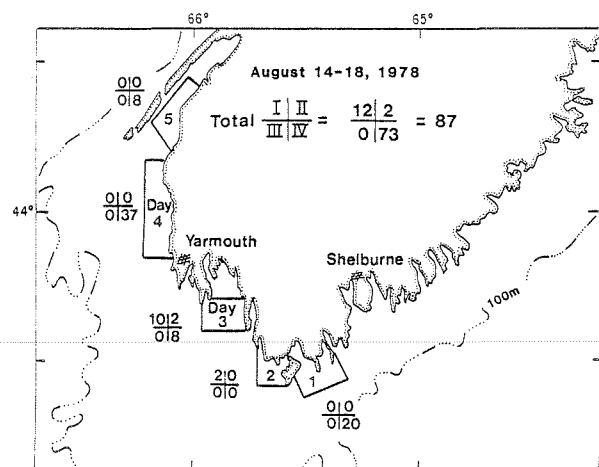 66° 65°
August 14-18, 1978
0|0
0|8
5
Total I|II = 12|2 = 87
III|IV 0|73
0|0
0|37
Day
4
44°
Yarmouth
Shelburne
100m
10|2
0|8
Day
3
2|0
0|0
2
1
0|0
0|20